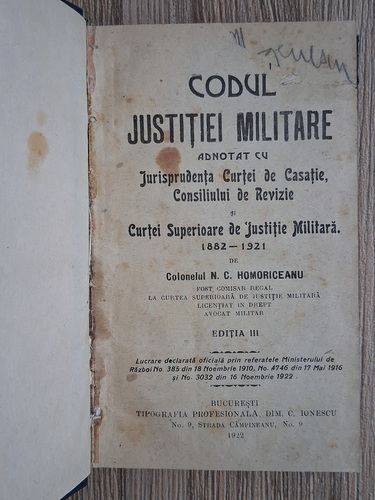 CODUL
JUSTIȚIEI MILITARE
ADNOTAT CU
Jurisprudența Curței de Casație,
Consiliului de Revizie
și
Curței Superioare de Justiție Militară.
1882—1921
DE
Colonelul N. C. HOMORICEANU
FOST COMISAR REGAL
LA CURTEA SUPERIOARĂ DE JUSTIȚIE MILITARĂ
LICENȚIAT IN DREPT
AVOCAT MILITAR
EDIȚIA III
Lucrare declarată oficială prin referatele Ministerului de
Război No 385 din 18 Noembrie 1910, No. 4746 din 17 Mai 1916
și No. 3032 din 16 Noembrie 1922
BUCUREȘTI
TIPOGRAFIA PROFESIONALĂ, DIM. C. IONESCU
No. 9, STRADA CÂMPINEANU, No. 9
1922